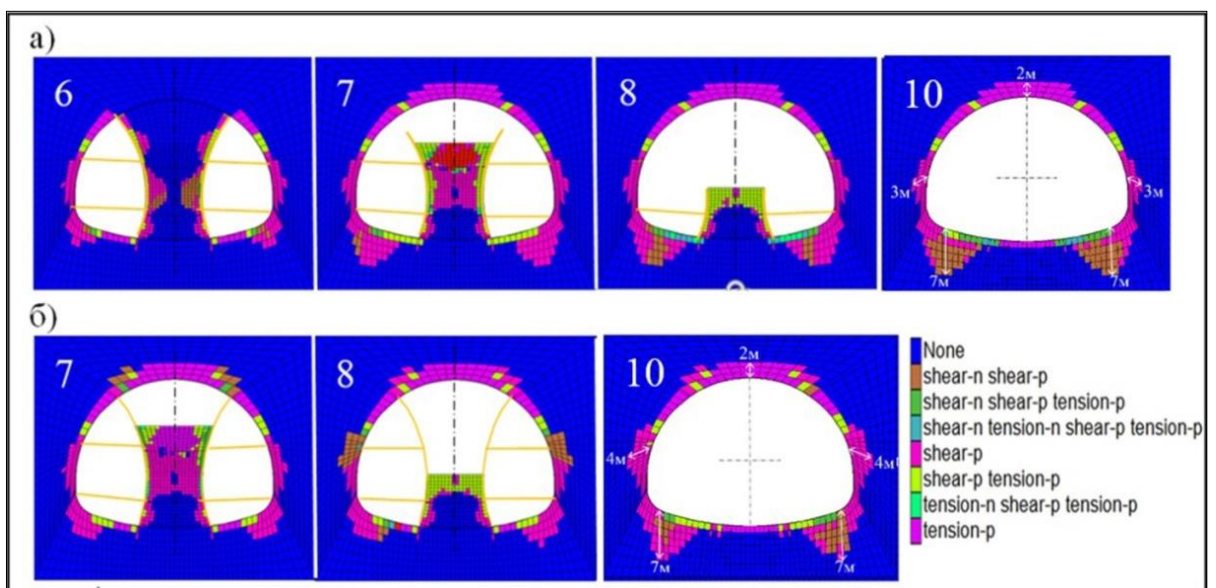 а)
6
7
8
10
2м
3м
3м
7м
7м
б)
7
8
10
2м
4м
4м
7м
7м
None
shear-n shear-p
shear-n shear-p tension-p
shear-n tension-n shear-p tension-p
shear-p
shear-p tension-p
tension-n shear-p tension-p
tension-p